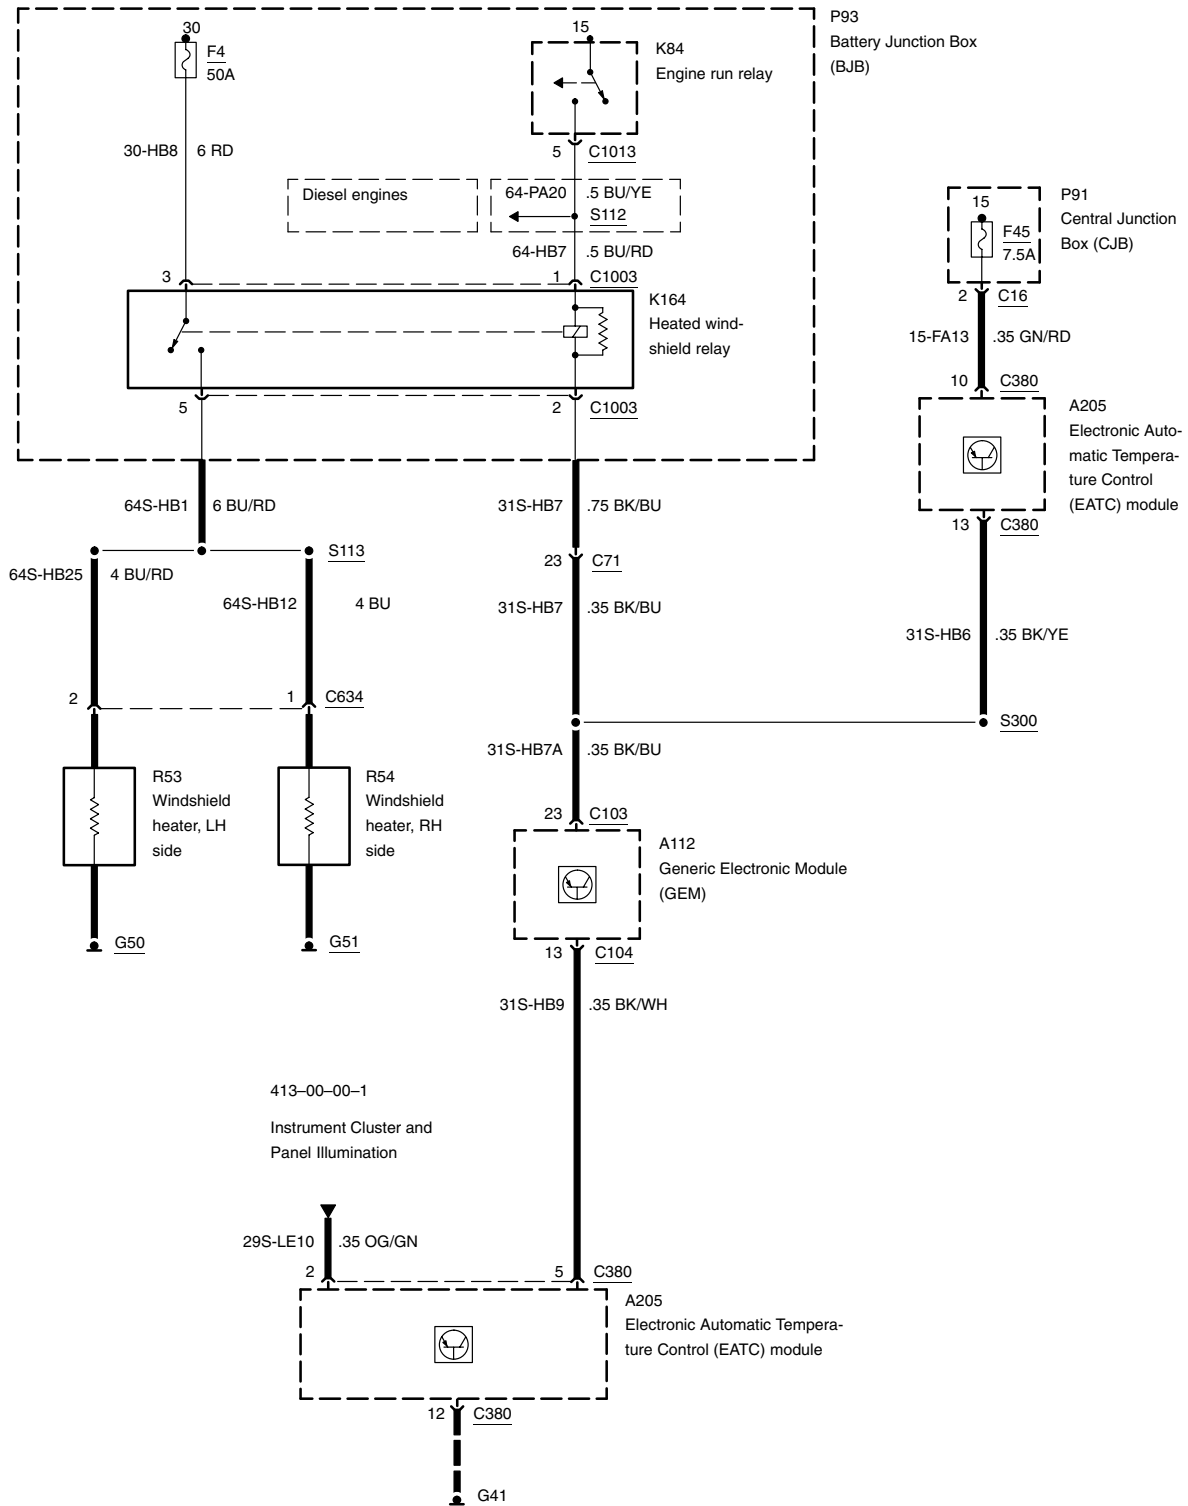 P93
Battery Junction Box
(BJB)
30
F4
50A
15
K84
Engine run relay
30-HB8 6 RD
5 C1013
Diesel engines
64-PA20 .5 BU/YE
S112
64-HB7 .5 BU/RD
P91
Central Junction
Box (CJB)
15
F45
7.5A
2 C16
15-FA13 .35 GN/RD
3 1 C1003
K164
Heated wind-
shield relay
5 2 C1003
10 C380
A205
Electronic Auto-
matic Tempera-
ture Control
(EATC) module
13 C380
64S-HB1 6 BU/RD
31S-HB7 .75 BK/BU
S113
23 C71
64S-HB25 4 BU/RD
64S-HB12 4 BU
31S-HB7 .35 BK/BU
31S-HB6 .35 BK/YE
2 1 C634
S300
31S-HB7A .35 BK/BU
R53
Windshield
heater, LH
side
R54
Windshield
heater, RH
side
23 C103
A112
Generic Electronic Module
(GEM)
G50
G51
13 C104
31S-HB9 .35 BK/WH
413–00–00–1
Instrument Cluster and
Panel Illumination
29S-LE10 .35 OG/GN
2 5 C380
A205
Electronic Automatic Tempera-
ture Control (EATC) module
12 C380
G41